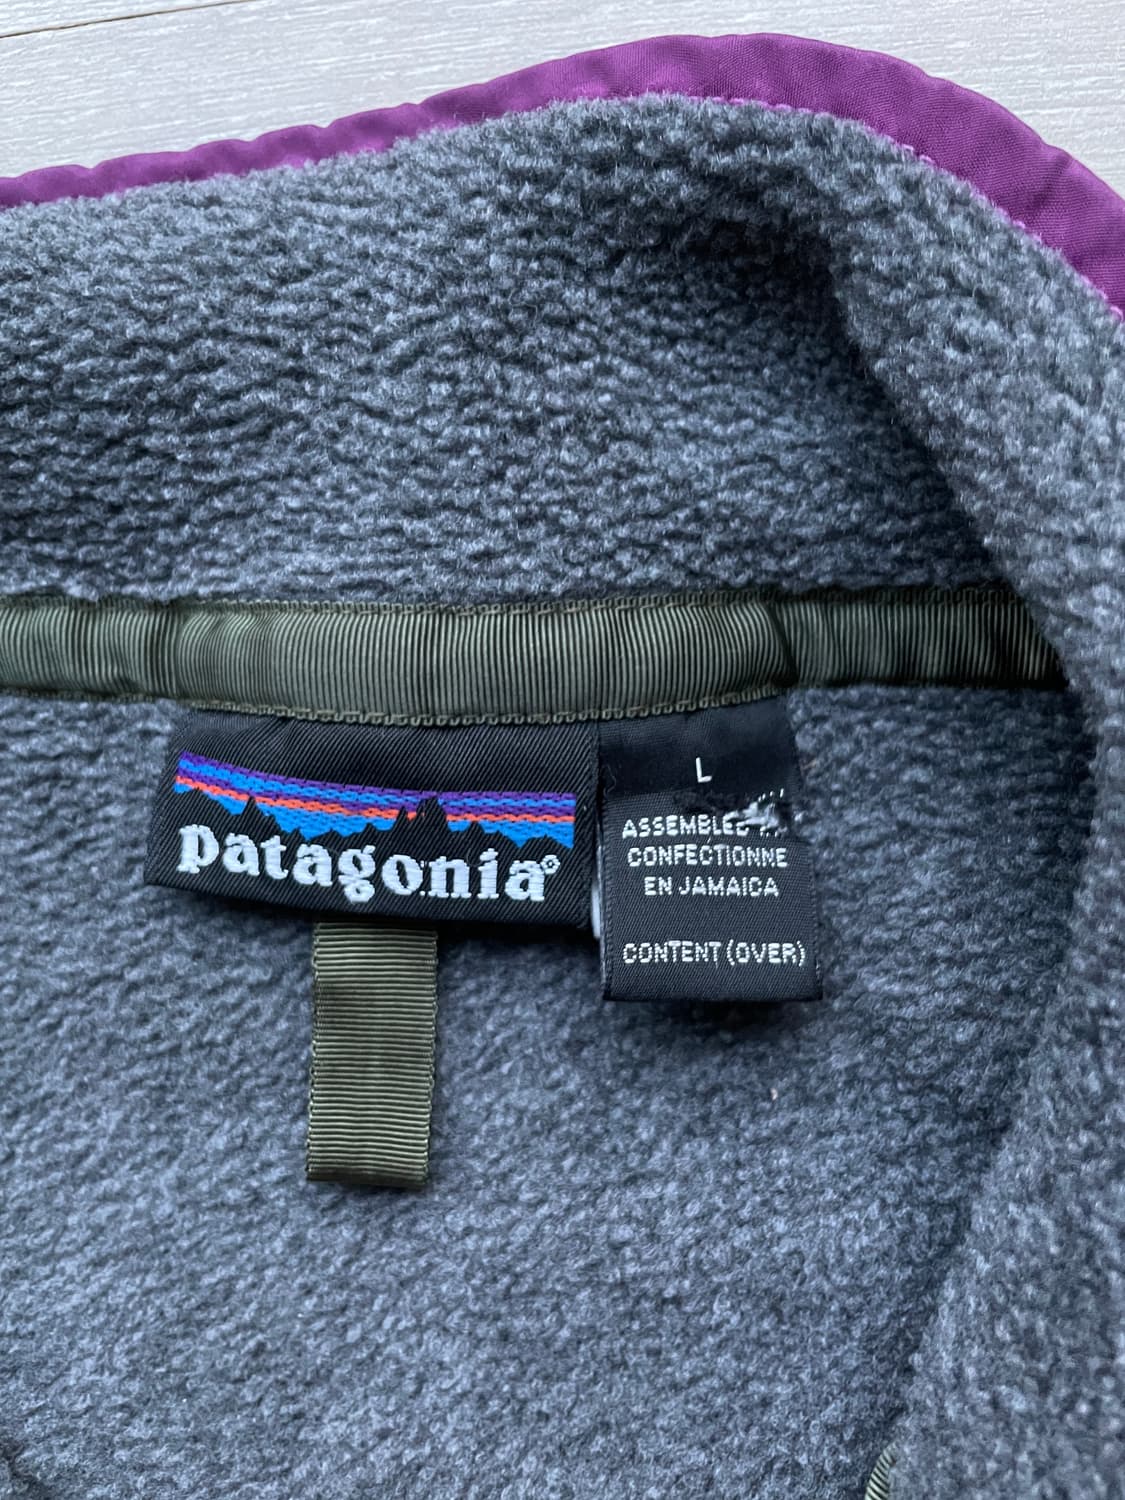 patagonia®
L
ASSEMBLED
CONFECTIONNE
EN JAMAICA
CONTENT (OVER)